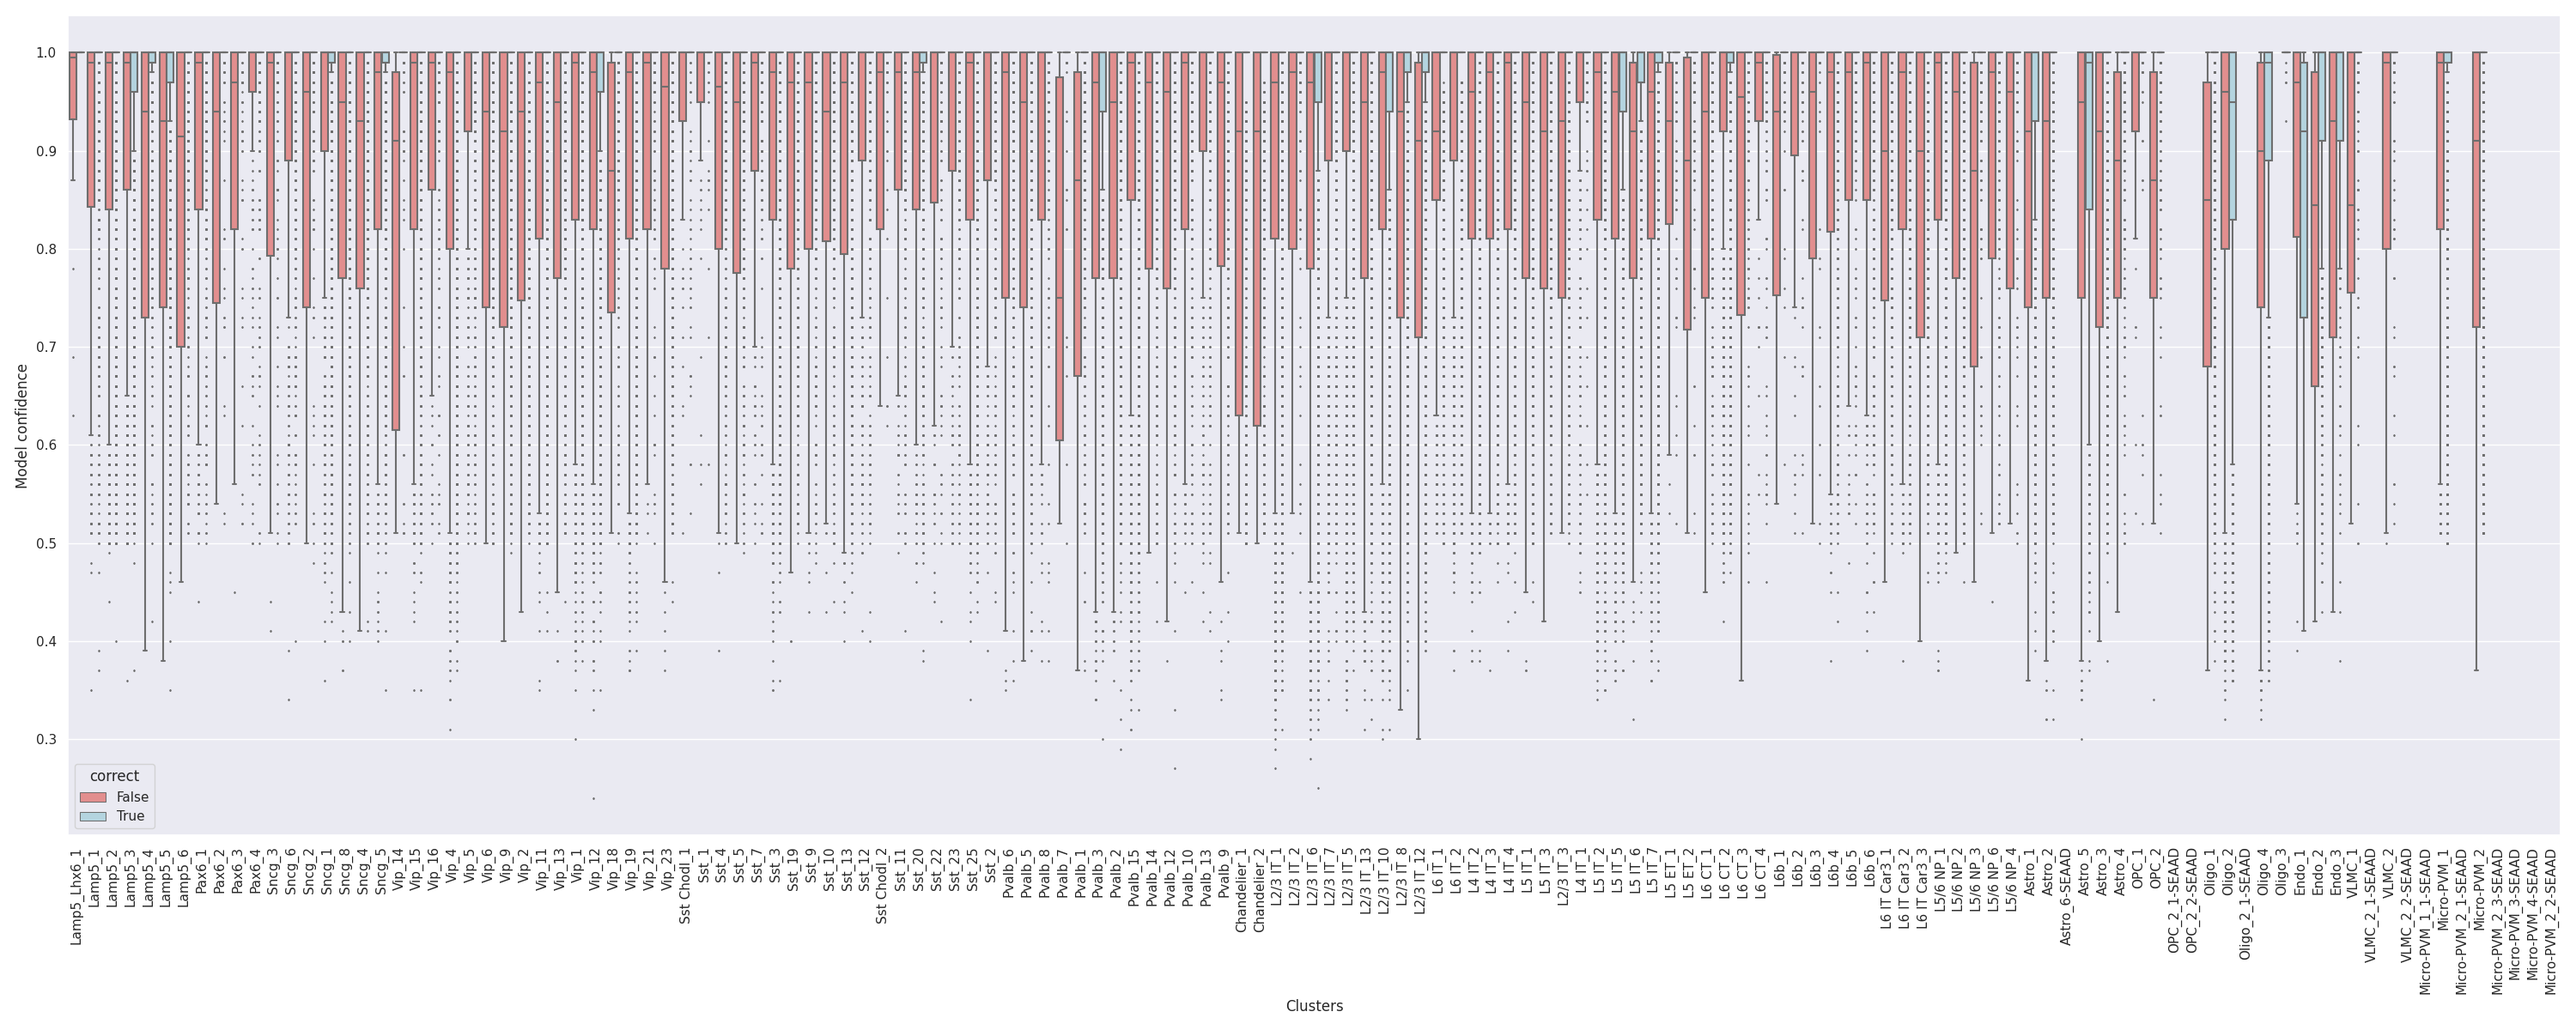 1.0
0.9
0.8
0.7
0.6
0.5
0.4
0.3
Model confidence
correct
False
True
Lamp5_Lhx6_1
Lamp5_1
Lamp5_2
Lamp5_3
Lamp5_4
Lamp5_5
Lamp5_6
Pax6_1
Pax6_2
Pax6_3
Pax6_4
Sncg_3
Sncg_6
Sncg_2
Sncg_1
Sncg_8
Sncg_4
Sncg_5
Vip_14
Vip_15
Vip_16
Vip_4
Vip_5
Vip_6
Vip_9
Vip_2
Vip_11
Vip_13
Vip_1
Vip_12
Vip_18
Vip_19
Vip_21
Vip_23
Sst Chodl_1
Sst_1
Sst_4
Sst_5
Sst_7
Sst_3
Sst_19
Sst_9
Sst_10
Sst_13
Sst_12
Sst Chodl_2
Sst_11
Sst_20
Sst_22
Sst_23
Sst_25
Sst_2
Pvalb_6
Pvalb_5
Pvalb_8
Pvalb_7
Pvalb_1
Pvalb_3
Pvalb_2
Pvalb_15
Pvalb_14
Pvalb_12
Pvalb_10
Pvalb_13
Pvalb_9
Chandelier_1
Chandelier_2
L2/3 IT_1
L2/3 IT_2
L2/3 IT_6
L2/3 IT_7
L2/3 IT_5
L2/3 IT_13
L2/3 IT_10
L2/3 IT_8
L2/3 IT_12
L6 IT_1
L6 IT_2
L4 IT_2
L4 IT_3
L4 IT_4
L5 IT_1
L5 IT_3
L2/3 IT_3
L4 IT_1
L5 IT_2
L5 IT_5
L5 IT_6
L5 IT_7
L5 ET_1
L5 ET_2
L6 CT_1
L6 CT_2
L6 CT_3
L6 CT_4
L6b_1
L6b_2
L6b_3
L6b_4
L6b_5
L6b_6
L6 IT Car3_1
L6 IT Car3_2
L6 IT Car3_3
L5/6 NP_1
L5/6 NP_2
L5/6 NP_3
L5/6 NP_6
L5/6 NP_4
Astro_1
Astro_2
Astro_6-SEAAD
Astro_5
Astro_3
Astro_4
OPC_1
OPC_2
OPC_2_1-SEAAD
OPC_2_2-SEAAD
Oligo_1
Oligo_2
Oligo_2_1-SEAAD
Oligo_4
Oligo_3
Endo_1
Endo_2
Endo_3
VLMC_1
VLMC_2_1-SEAAD
VLMC_2
VLMC_2_2-SEAAD
Micro-PVM_1_1-SEAAD
Micro-PVM_1
Micro-PVM_2_1-SEAAD
Micro-PVM_2
Micro-PVM_2_3-SEAAD
Micro-PVM_3-SEAAD
Micro-PVM_4-SEAAD
Micro-PVM_2_2-SEAAD
Clusters